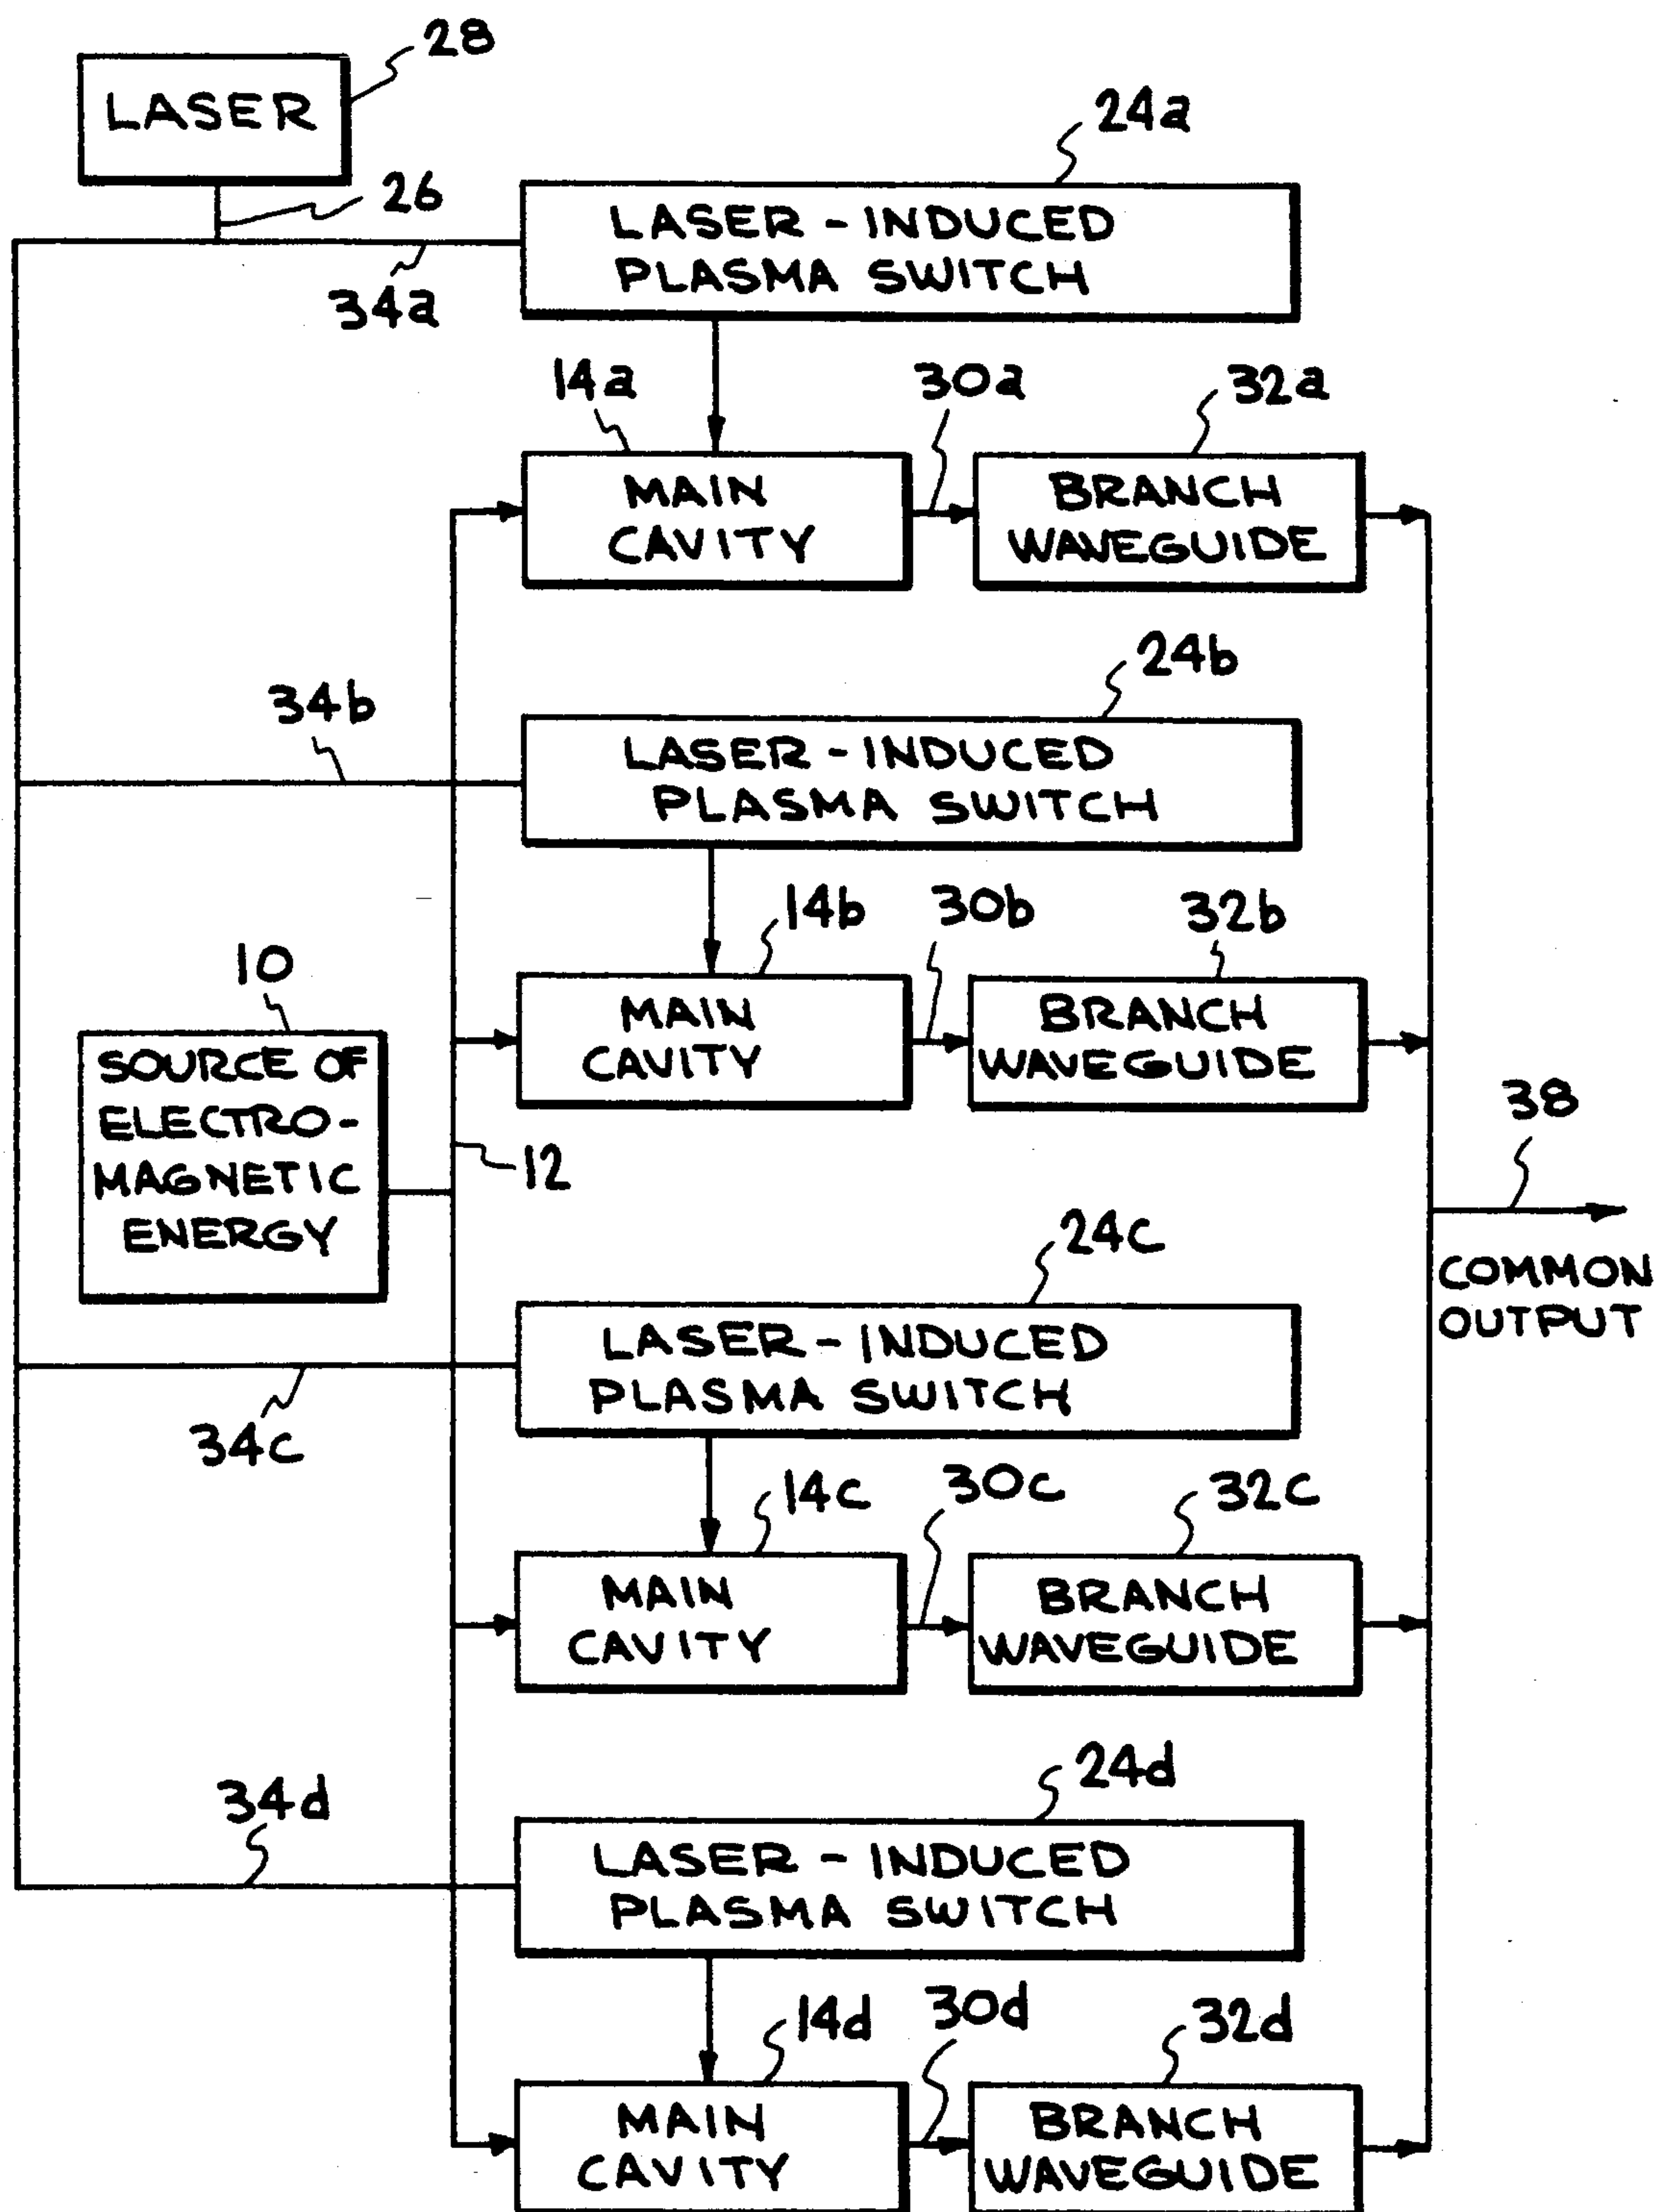 28
LASER
24a
26
LASER-INDUCED
PLASMA SWITCH
34a
14a
30a
32a
MAIN
CAVITY
BRANCH
WAVEGUIDE
24b
34b
LASER-INDUCED
PLASMA SWITCH
14b
30b
32b
10
MAIN
CAVITY
BRANCH
WAVEGUIDE
SOURCE OF
ELECTRO-
MAGNETIC
ENERGY
12
38
COMMON
OUTPUT
24c
LASER-INDUCED
PLASMA SWITCH
34c
14c
30c
32c
MAIN
CAVITY
BRANCH
WAVEGUIDE
24d
34d
LASER-INDUCED
PLASMA SWITCH
14d
30d
32d
MAIN
CAVITY
BRANCH
WAVEGUIDE